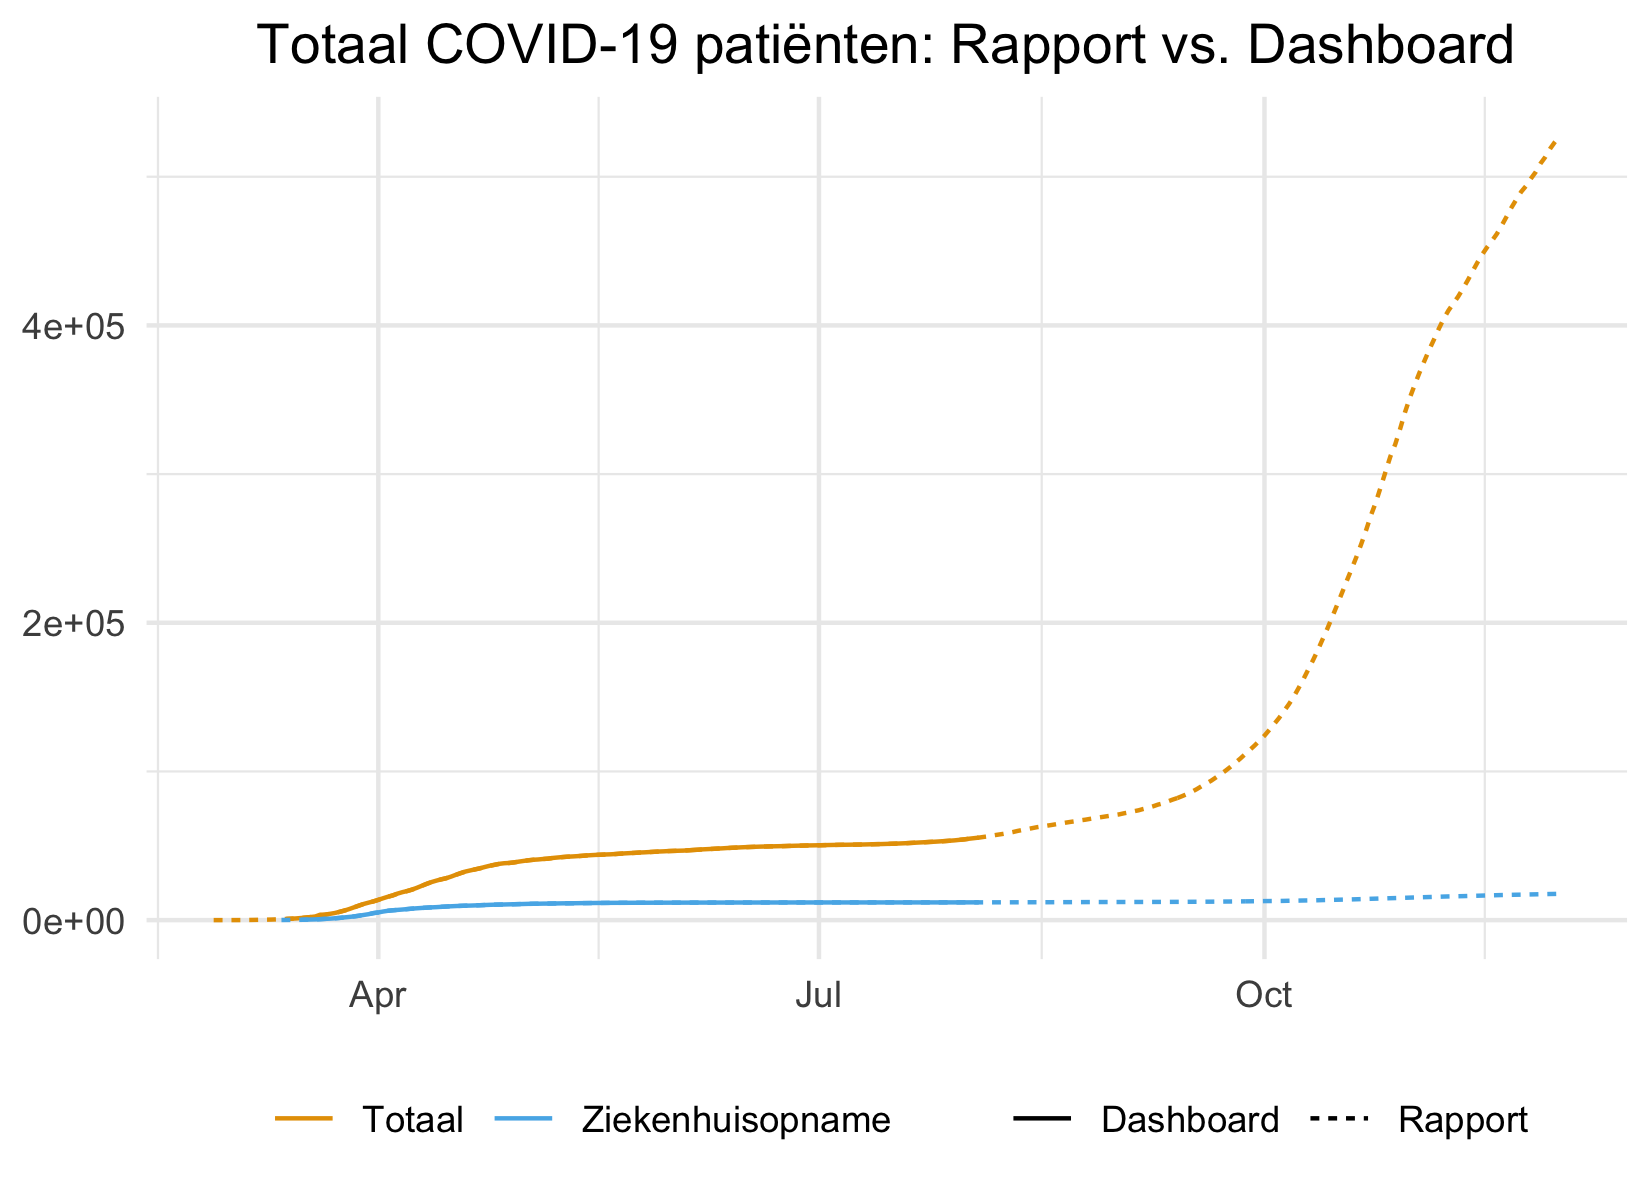 Totaal COVID-19 patiënten: Rapport vs. Dashboard
4e+05
2e+05
0e+00
Apr Jul Oct
Totaal Ziekenhuisopname Dashboard Rapport